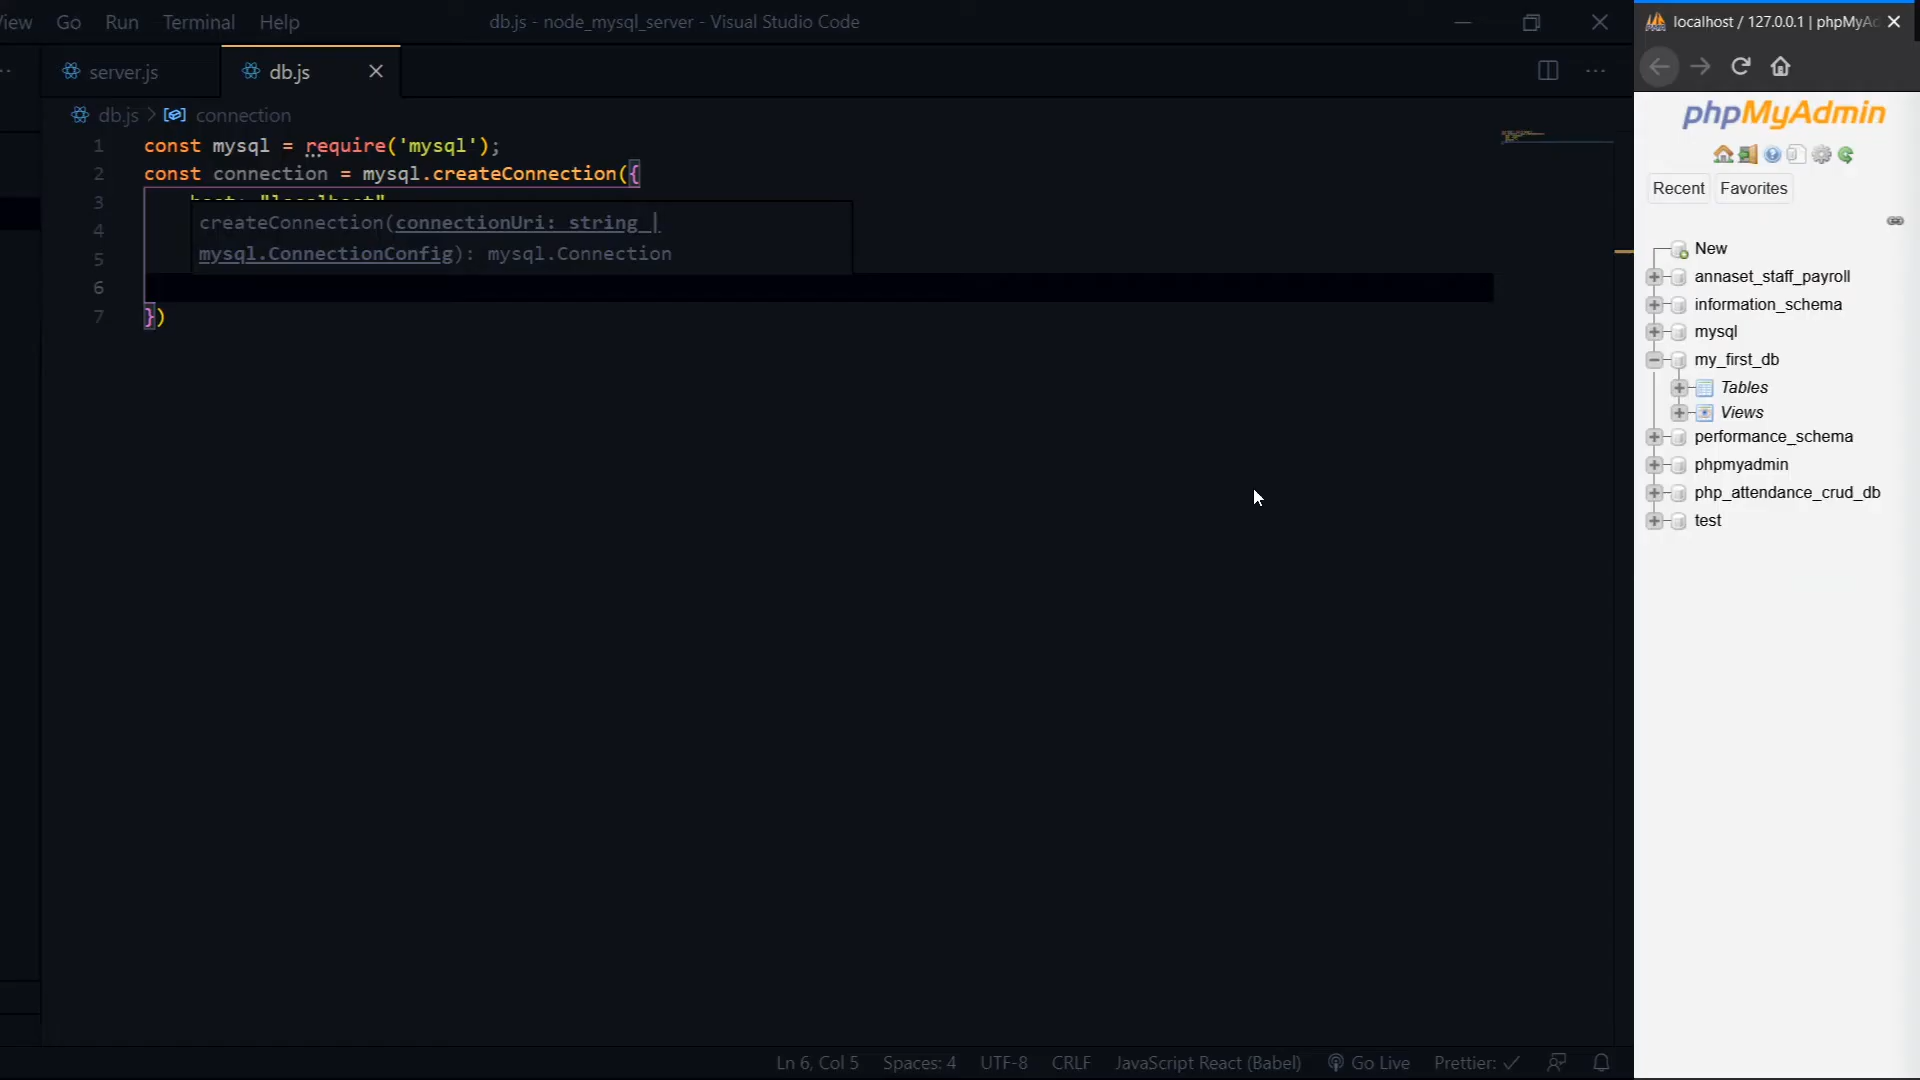 View Go Run Terminal Help
db.js - node_mysql_server - Visual Studio Code
server.js
db.js
db.js > connection
1 const mysql = require('mysql');
2 const connection = mysql.createConnection({
3 host: "localhost"
createConnection(connectionUri: string |
mysql.ConnectionConfig): mysql.Connection
4
5
6
7 })
Ln 6, Col 5 Spaces: 4 UTF-8 CRLF JavaScript React (Babel) Go Live Prettier:
localhost / 127.0.0.1 | phpMyAd
phpMyAdmin
Recent Favorites
New
annaset_staff_payroll
information_schema
mysql
my_first_db
Tables
Views
performance_schema
phpmyadmin
php_attendance_crud_db
test